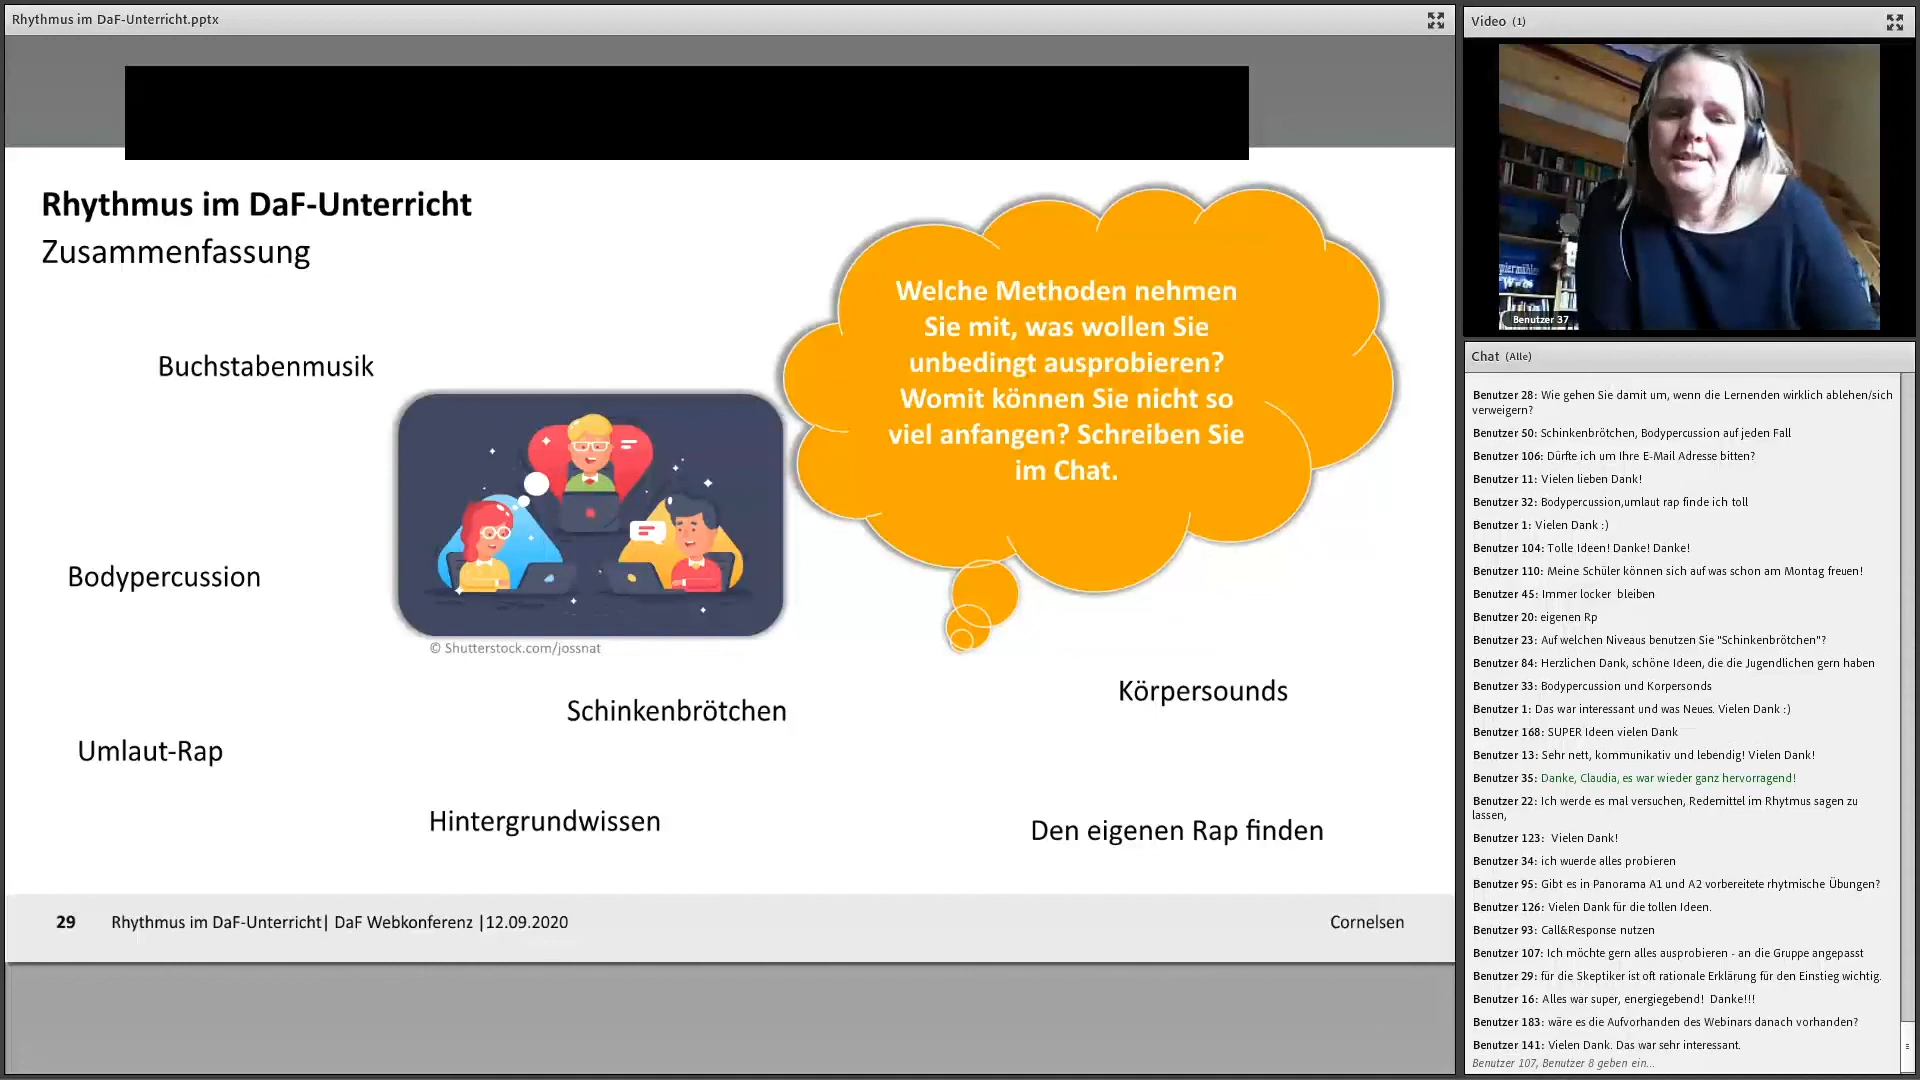 Rhythmus im DaF-Unterricht.pptx
Rhythmus im DaF-Unterricht
Zusammenfassung
Welche Methoden nehmen
Sie mit, was wollen Sie
unbedingt ausprobieren?
Womit können Sie nicht so
viel anfangen? Schreiben Sie
im Chat.
Buchstabenmusik
Bodypercussion
© Shutterstock.com/jossnat
Schinkenbrötchen
Körpersounds
Umlaut-Rap
Hintergrundwissen
Den eigenen Rap finden
29 Rhythmus im DaF-Unterricht| DaF Webkonferenz |12.09.2020 Cornelsen
Video (1)
Benutzer 37
Chat (Alle)
Benutzer 28: Wie gehen Sie damit um, wenn die Lernenden wirklich ablehen/sich
verweigern?
Benutzer 50: Schinkenbrötchen, Bodypercussion auf jeden Fall
Benutzer 106: Dürfte ich um Ihre E-Mail Adresse bitten?
Benutzer 11: Vielen lieben Dank!
Benutzer 32: Bodypercussion,umlaut rap finde ich toll
Benutzer 1: Vielen Dank :)
Benutzer 104: Tolle Ideen! Danke! Danke!
Benutzer 110: Meine Schüler können sich auf was schon am Montag freuen!
Benutzer 45: Immer locker bleiben
Benutzer 20: eigenen Rp
Benutzer 23: Auf welchen Niveaus benutzen Sie "Schinkenbrötchen"?
Benutzer 84: Herzlichen Dank, schöne Ideen, die die Jugendlichen gern haben
Benutzer 33: Bodypercussion und Korpersonds
Benutzer 1: Das war interessant und was Neues. Vielen Dank :)
Benutzer 168: SUPER Ideen vielen Dank
Benutzer 13: Sehr nett, kommunikativ und lebendig! Vielen Dank!
Benutzer 35: Danke, Claudia, es war wieder ganz hervorragend!
Benutzer 22: Ich werde es mal versuchen, Redemittel im Rhytmus sagen zu
lassen,
Benutzer 123: Vielen Dank!
Benutzer 34: ich wuerde alles probieren
Benutzer 95: Gibt es in Panorama A1 und A2 vorbereitete rhytmische Übungen?
Benutzer 126: Vielen Dank für die tollen Ideen.
Benutzer 93: Call&Response nutzen
Benutzer 107: Ich möchte gern alles ausprobieren - an die Gruppe angepasst
Benutzer 29: für die Skeptiker ist oft rationale Erklärung für den Einstieg wichtig.
Benutzer 16: Alles war super, energiegebend! Danke!!!
Benutzer 183: wäre es die Aufvorhanden des Webinars danach vorhanden?
Benutzer 141: Vielen Dank. Das war sehr interessant.
Benutzer 107, Benutzer 8 geben ein...